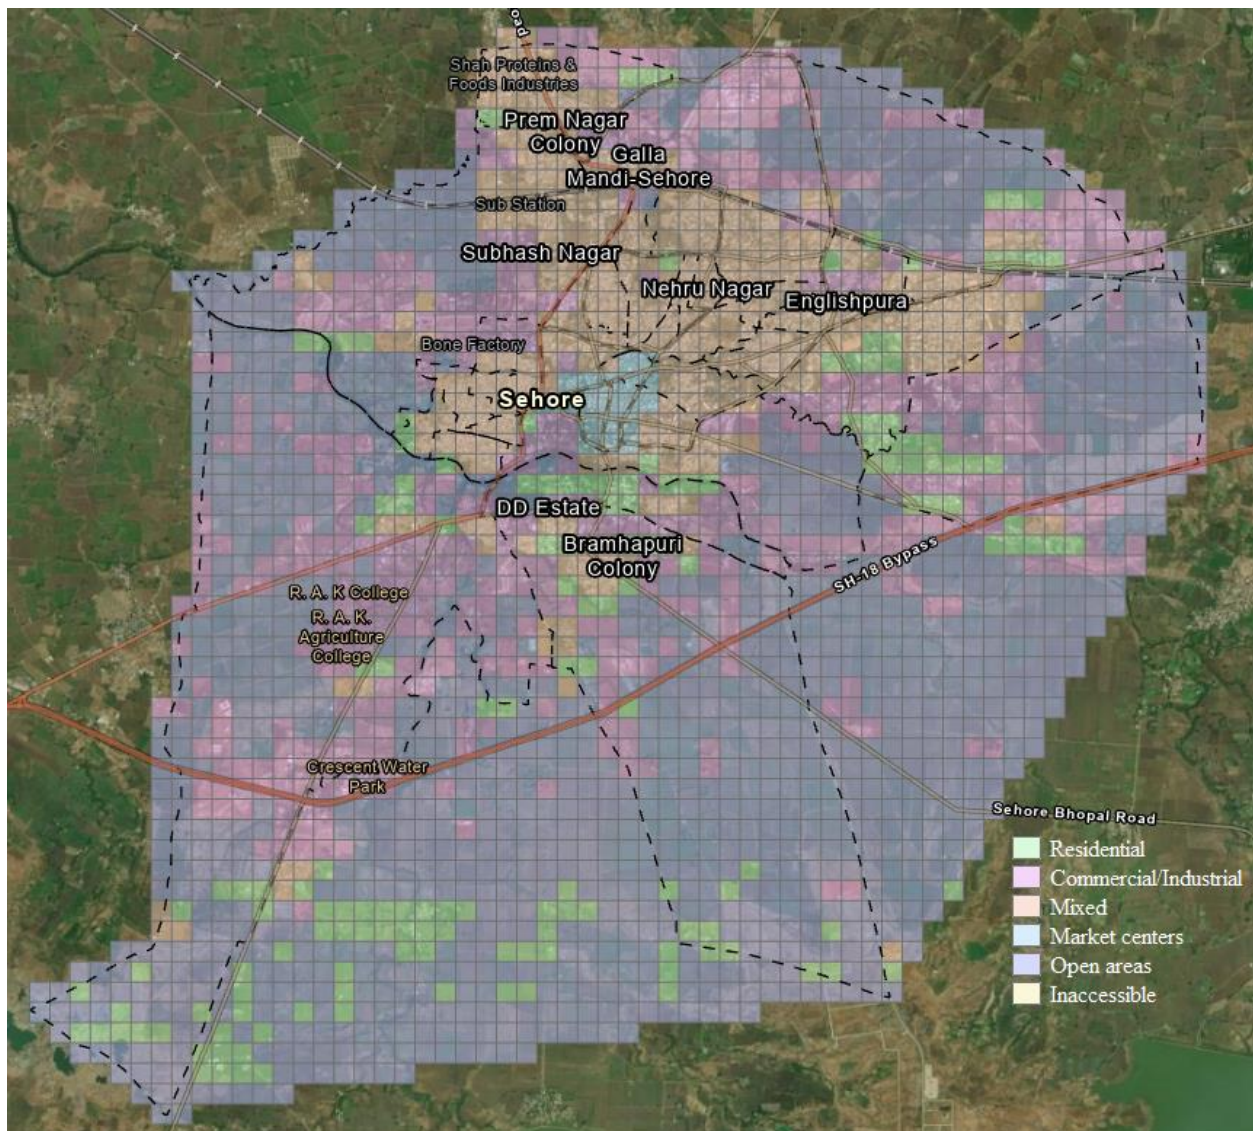 oad
Shah Proteins &
Foods Industries
Prem Nagar
Colony
Galla
Mandi-Sehore
Sub Station
Subhash Nagar
Nehru Nagar
Englishpura
Bone Factory
Sehore
DD Estate
Bramhapuri
Colony
SH-18 Bypass
R. A. K College
R. A. K.
Agriculture
College
Crescent Water
Park
Sehore Bhopal Road
Residential
Commercial/Industrial
Mixed
Market centers
Open areas
Inaccessible